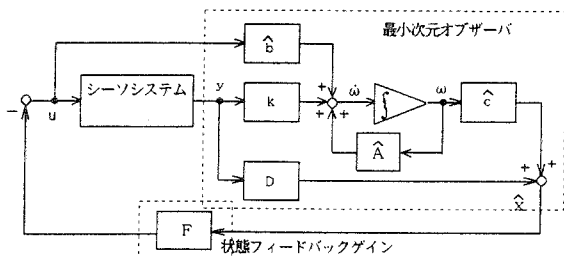 最小次元オブザーバ
^b
シーソシステム
y
k
+
+
+
ω̇
∫
ω
^c
-
u
^A
+
+
D
^x
F
状態フィードバックゲイン